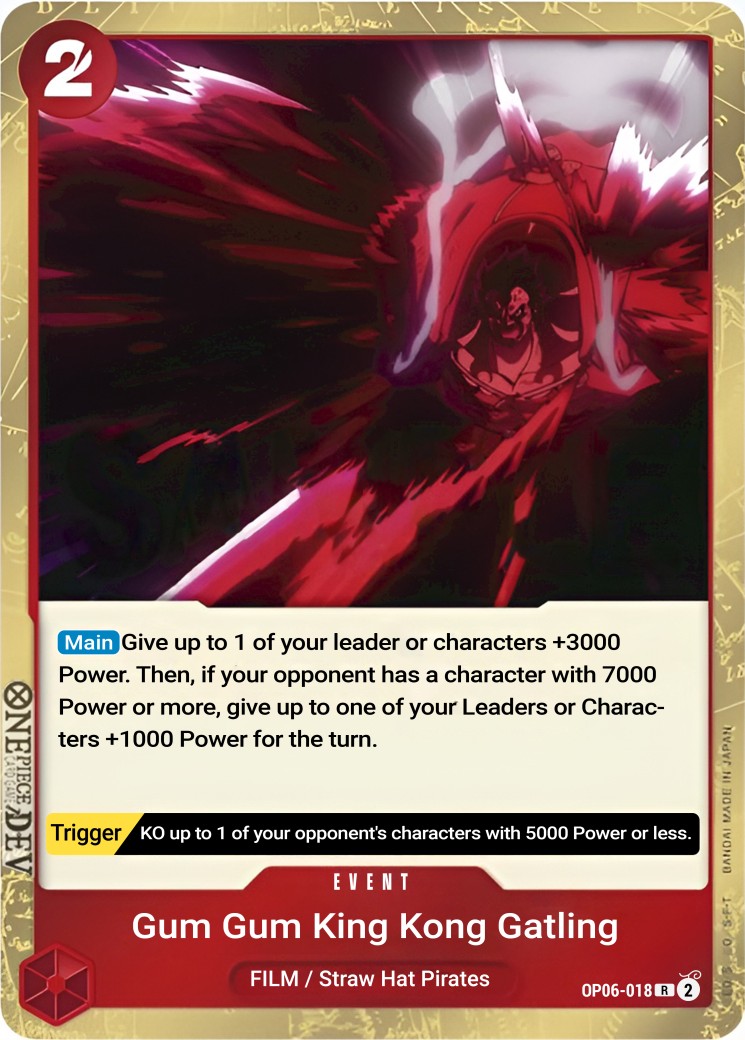 2
Main Give up to 1 of your leader or characters +3000
Power. Then, if your opponent has a character with 7000
Power or more, give up to one of your Leaders or Charac-
ters +1000 Power for the turn.
Trigger KO up to 1 of your opponent's characters with 5000 Power or less.
EVENT
Gum Gum King Kong Gatling
FILM / Straw Hat Pirates
OP06-018 R 2
ONE PIECE
CARD GAME
DEV
BANDAI MADE IN JAPAN